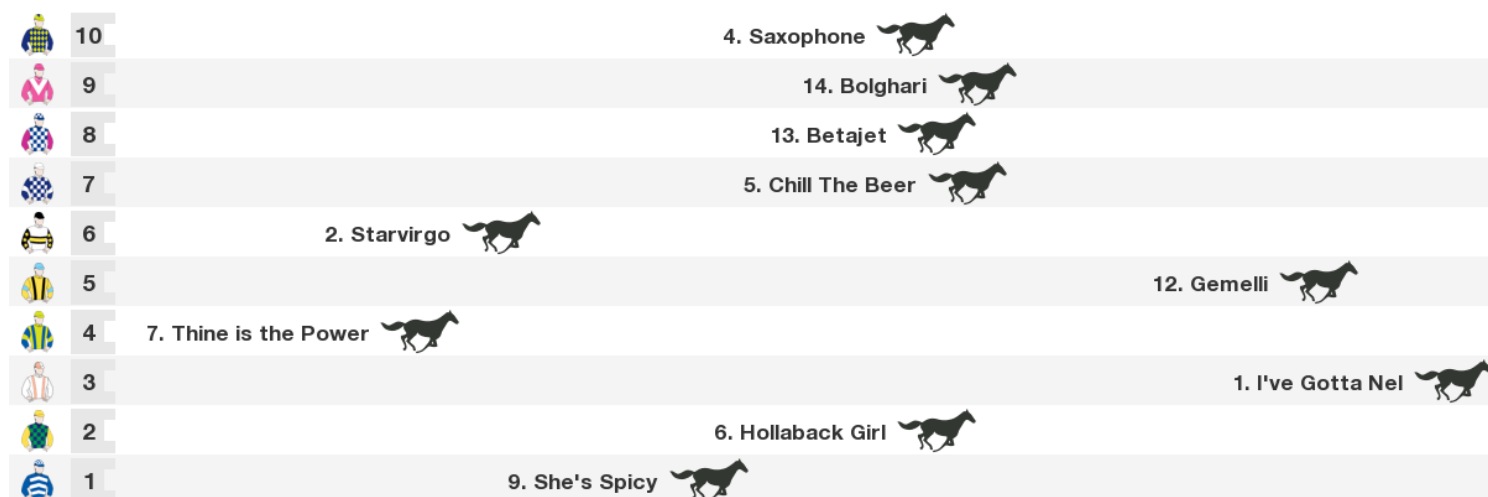 10 4. Saxophone
9 14. Bolghari
8 13. Betajet
7 5. Chill The Beer
6 2. Starvirgo
5 12. Gemelli
4 7. Thine is the Power
3 1. I've Gotta Nel
2 6. Hollaback Girl
1 9. She's Spicy